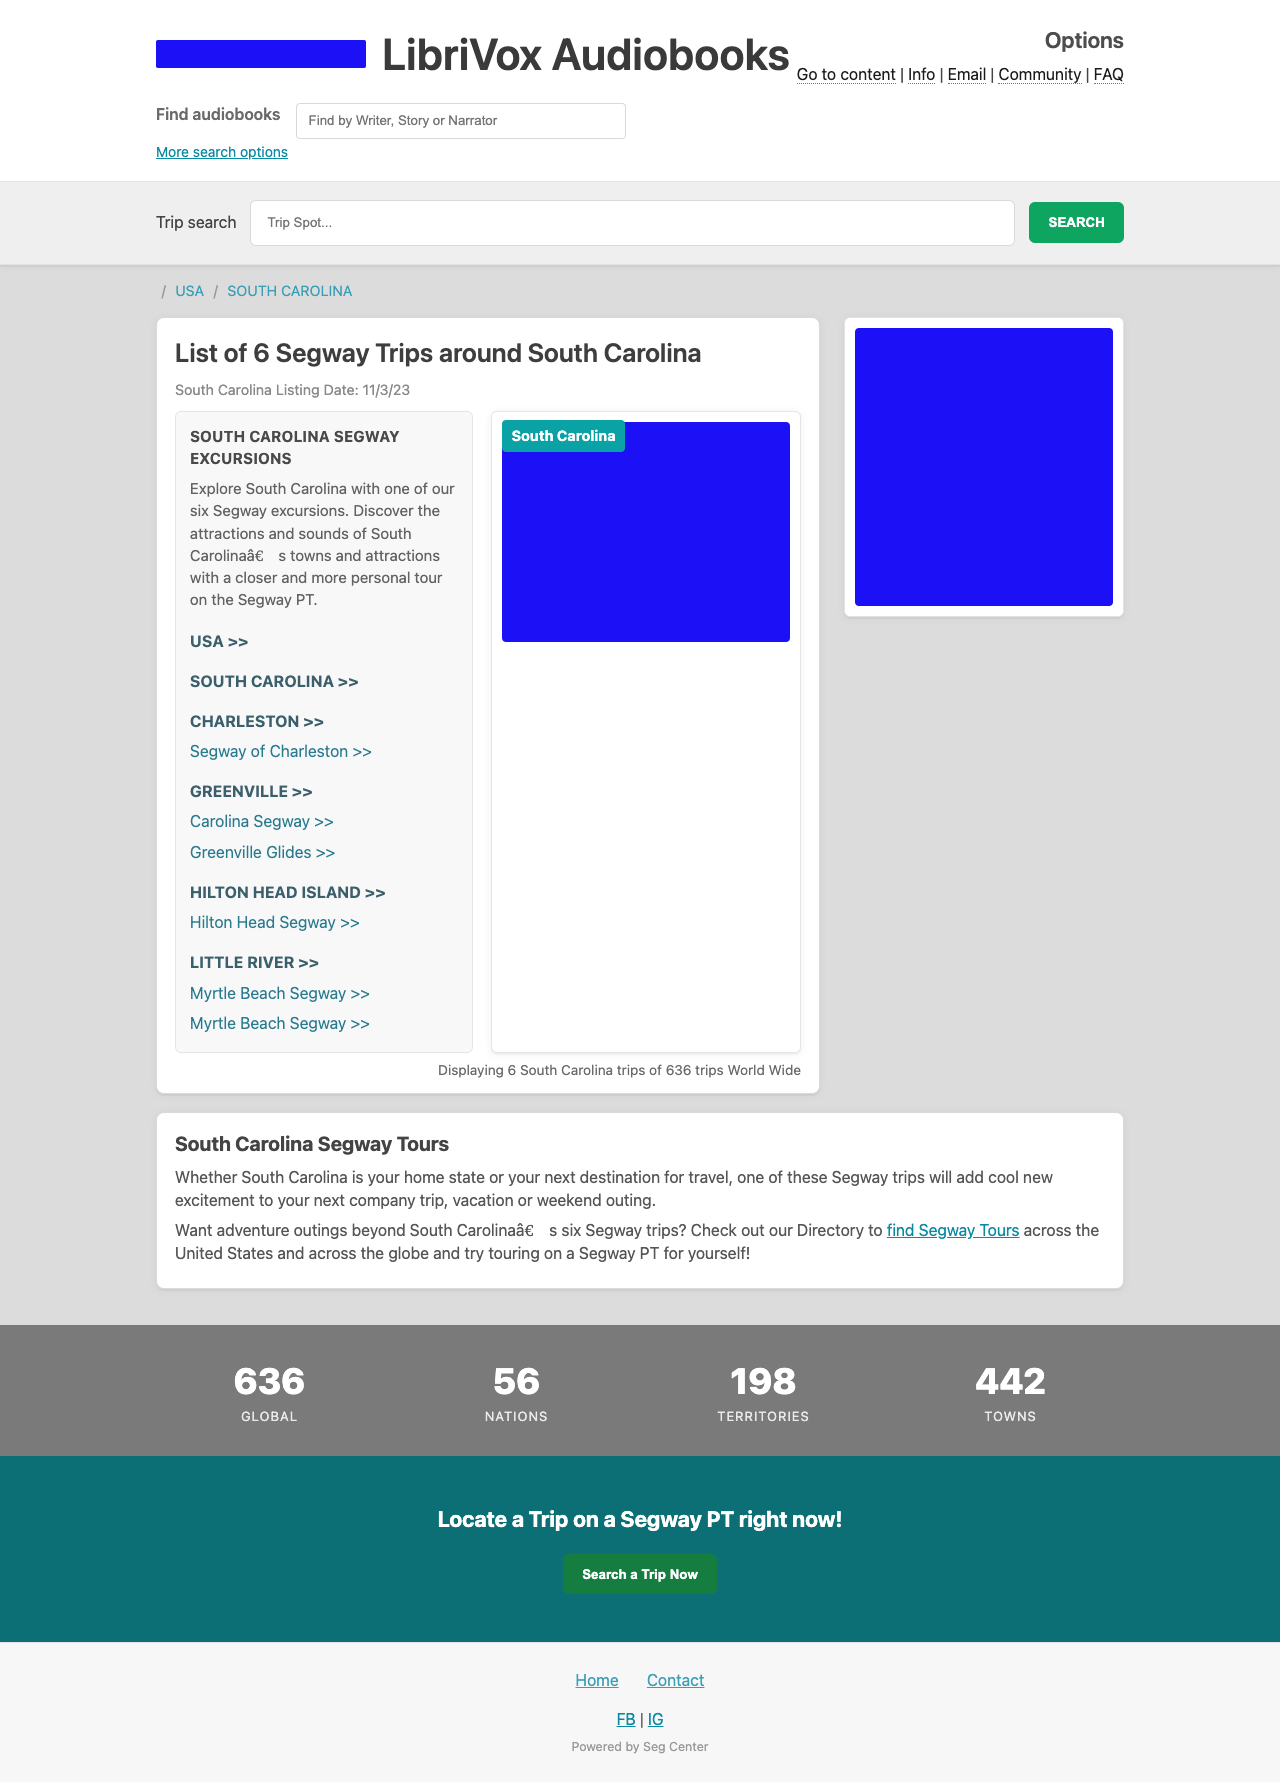 LibriVox Audiobooks
Options
Go to content | Info | Email | Community | FAQ
Find audiobooks
Find by Writer, Story or Narrator
More search options
Trip search
Trip Spot...
SEARCH
/ USA / SOUTH CAROLINA
List of 6 Segway Trips around South Carolina
South Carolina Listing Date: 11/3/23
SOUTH CAROLINA SEGWAY
EXCURSIONS
Explore South Carolina with one of our
six Segway excursions. Discover the
attractions and sounds of South
Carolinaâ€ s towns and attractions
with a closer and more personal tour
on the Segway PT.
USA >>
SOUTH CAROLINA >>
CHARLESTON >>
Segway of Charleston >>
GREENVILLE >>
Carolina Segway >>
Greenville Glides >>
HILTON HEAD ISLAND >>
Hilton Head Segway >>
LITTLE RIVER >>
Myrtle Beach Segway >>
Myrtle Beach Segway >>
South Carolina
Displaying 6 South Carolina trips of 636 trips World Wide
South Carolina Segway Tours
Whether South Carolina is your home state or your next destination for travel, one of these Segway trips will add cool new
excitement to your next company trip, vacation or weekend outing.
Want adventure outings beyond South Carolinaâ€ s six Segway trips? Check out our Directory to find Segway Tours across the
United States and across the globe and try touring on a Segway PT for yourself!
636
GLOBAL
56
NATIONS
198
TERRITORIES
442
TOWNS
Locate a Trip on a Segway PT right now!
Search a Trip Now
Home Contact
FB | IG
Powered by Seg Center